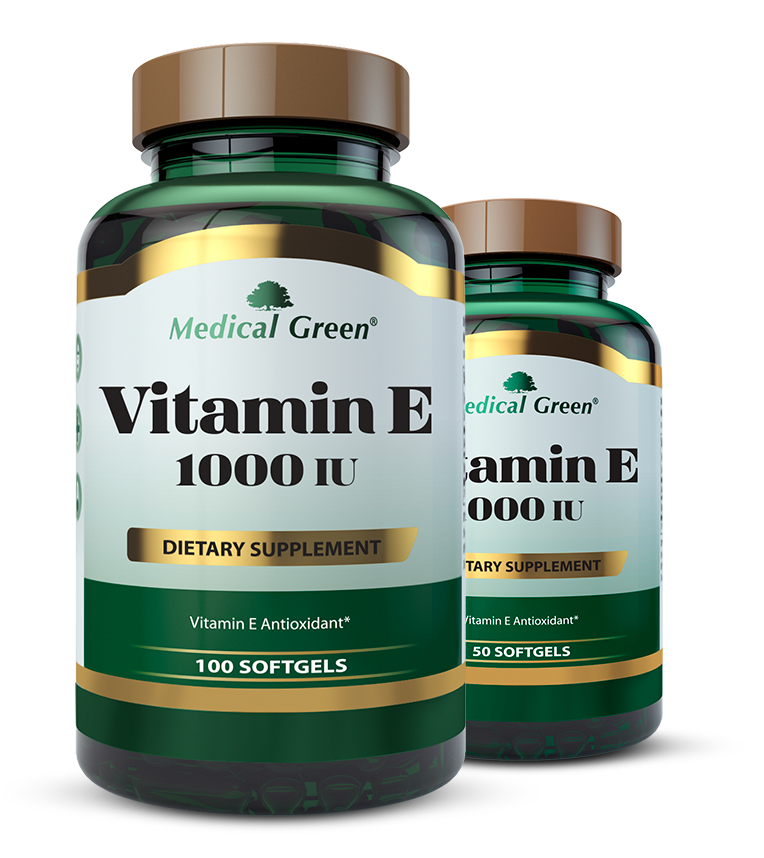 Medical Green®
Vitamin E
1000 IU
DIETARY SUPPLEMENT
Vitamin E Antioxidant*
100 SOFTGELS
edical Green®
tamin E
000 IU
TARY SUPPLEMENT
Vitamin E Antioxidant*
50 SOFTGELS